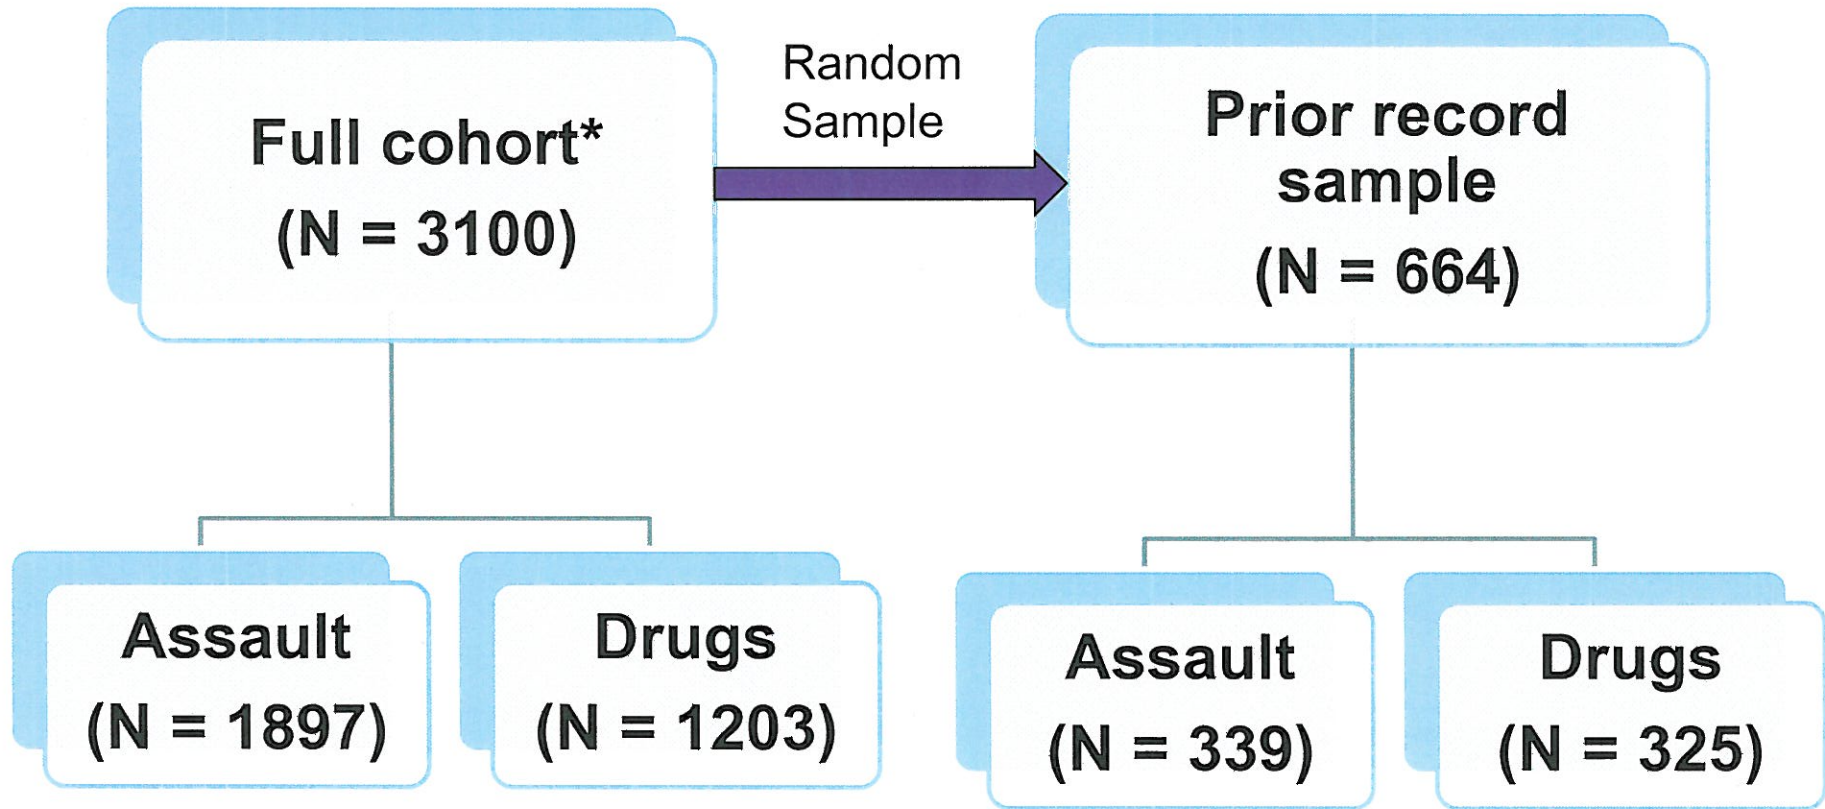 Full cohort*
(N = 3100)
Random
Sample
Prior record
sample
(N = 664)
Assault
(N = 1897)
Drugs
(N = 1203)
Assault
(N = 339)
Drugs
(N = 325)